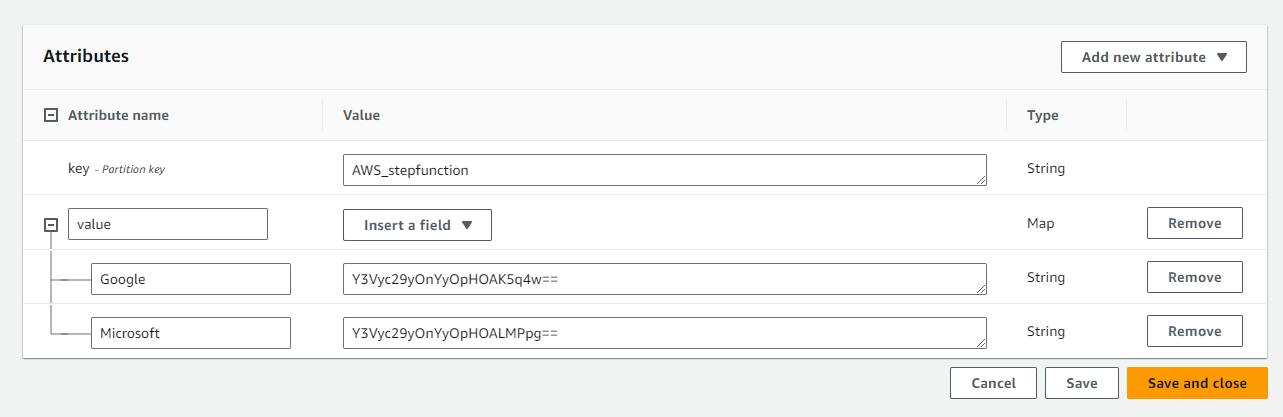 Attributes
Add new attribute
Attribute name Value Type
key - Partition key AWS_stepfunction String
value Insert a field Map Remove
Google Y3Vyc29yOnYyOpHOAK5q4w== String Remove
Microsoft Y3Vyc29yOnYyOpHOALMPpg== String Remove
Cancel Save Save and close